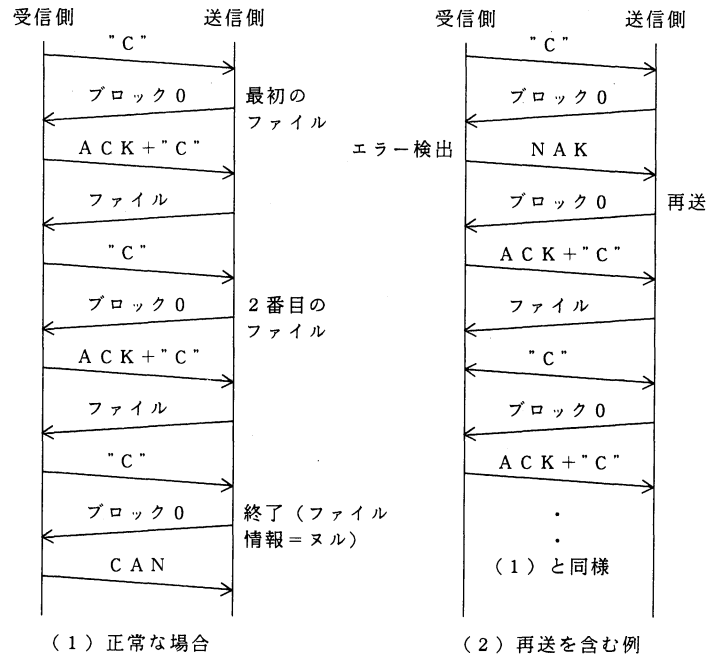 受信側 送信側
"C"
ブロック0 最初の
ファイル
ACK+"C"
ファイル
"C"
ブロック0 2番目の
ファイル
ACK+"C"
ファイル
"C"
ブロック0 終了(ファイル
情報=ヌル)
CAN
(1)正常な場合
受信側 送信側
"C"
ブロック0
エラー検出 NAK
ブロック0 再送
ACK+"C"
ファイル
"C"
ブロック0
ACK+"C"
・
・
(1)と同様
(2)再送を含む例